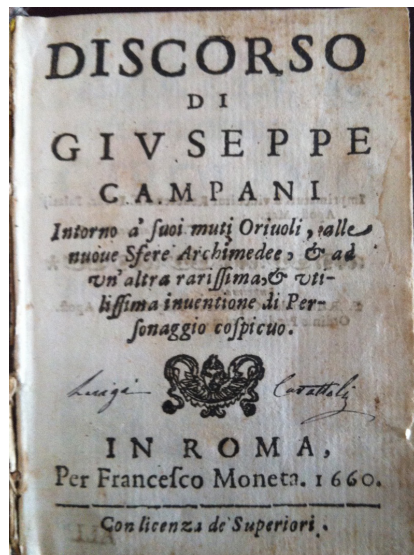 DISCORSO
DI
GIVSEPPE
CAMPANI
Intorno a' suoi muti Oriuoli, alle
nuoue Sfere Archimedee, & ad
vn'altra rarissima, & vti-
lissima inuentione di Per-
sonaggio cospicuo.
Luigi
IN ROMA,
Per Francesco Moneta. 1660.
Con licenza de' Superiori.